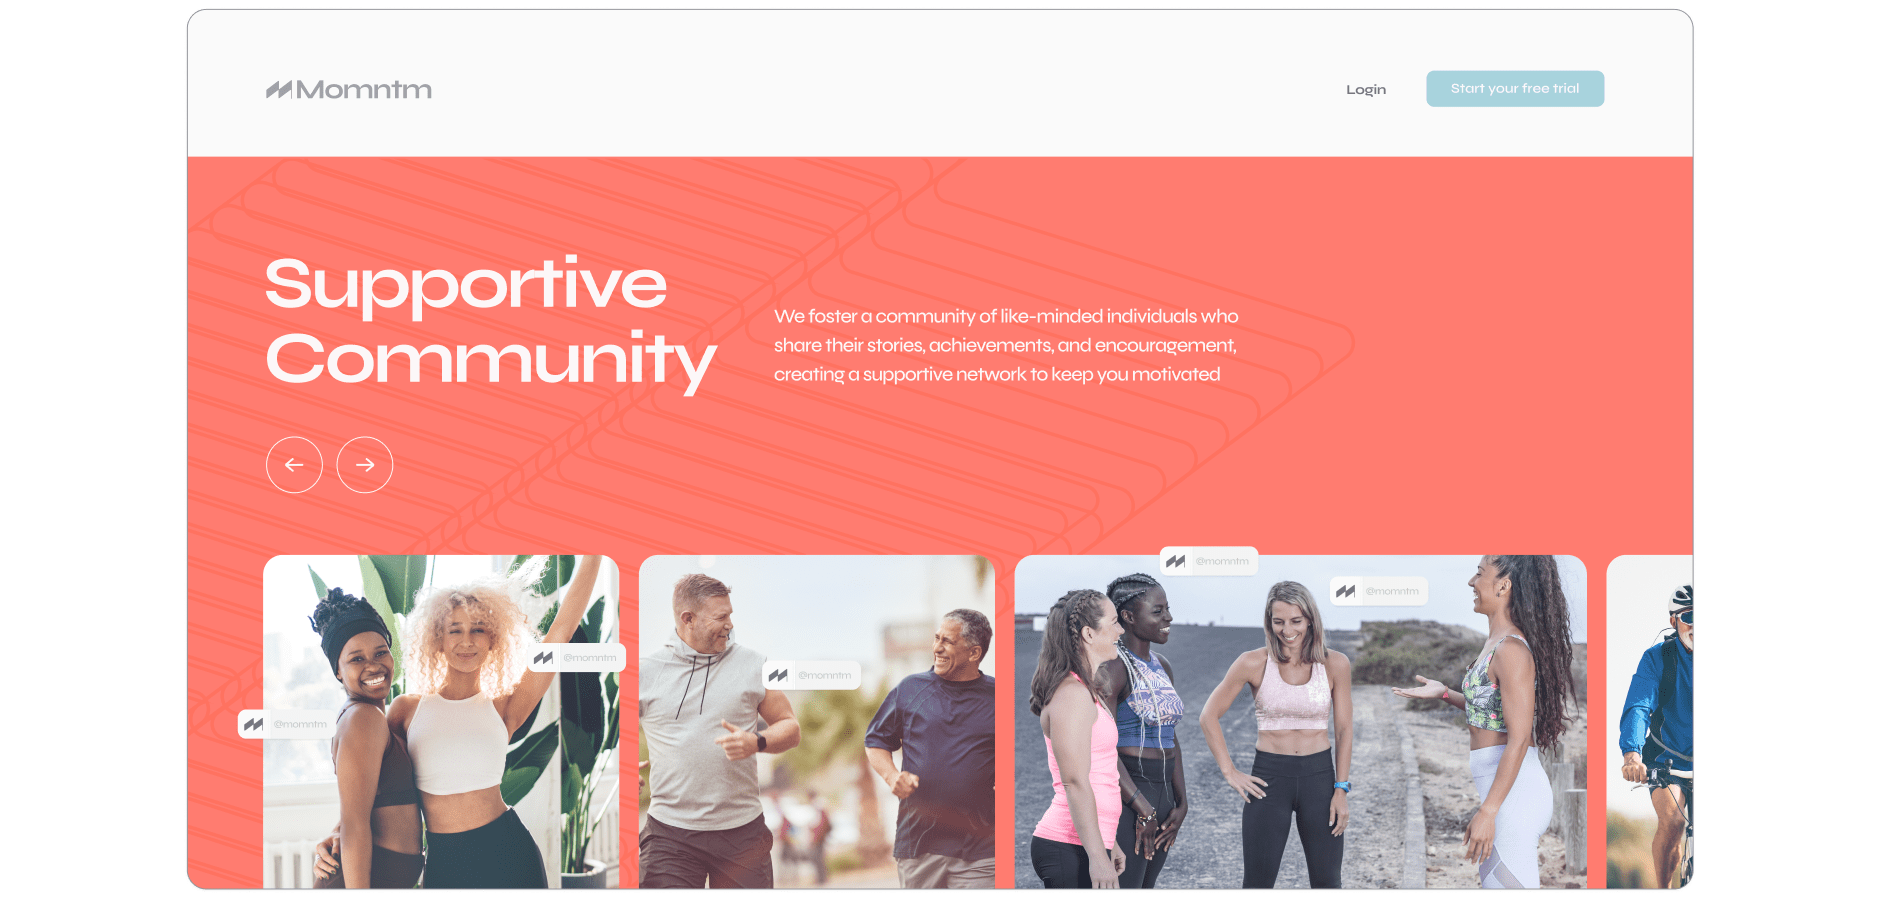 Momntm
Login
Start your free trial
Supportive
Community
We foster a community of like-minded individuals who
share their stories, achievements, and encouragement,
creating a supportive network to keep you motivated
@momntm
@momntm
@momntm
@momntm
@momntm